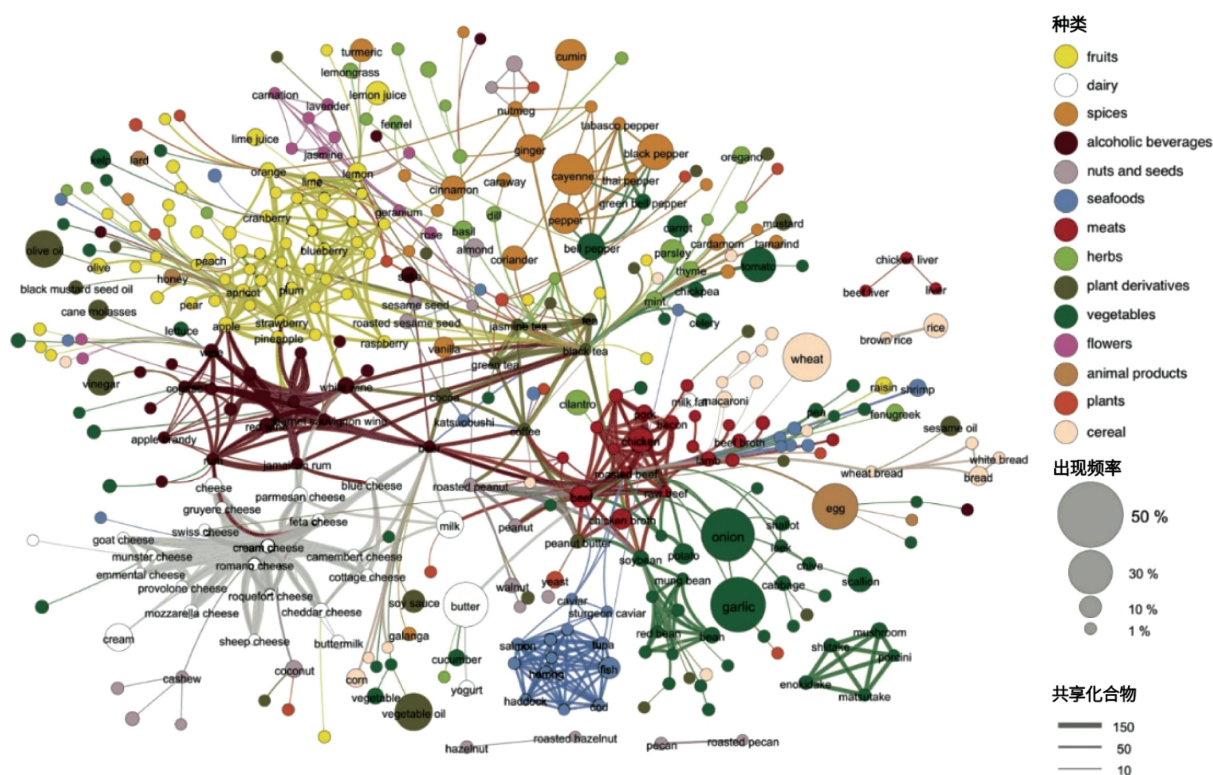 turmeric
cumin
lemongrass
carnation
lavender
lemon juice
nutmeg
fennel
tabasco pepper
lime juice
ginger
black pepper
jasmine
oregano
kelp
lard
orange
lime
lemon
cayenne
thai pepper
cinnamon
caraway
green bell pepper
cranberry
geranium
dill
pepper
carrot
mustard
rose
basil
olive oil
blueberry
almond
bell pepper
parsley
cardamom
tamarind
peach
coriander
chicken liver
olive
honey
thyme
tomato
black mustard seed oil
apricot
plum
chickpea
beef liver
liver
pear
sesame seed
mint
cane molasses
lettuce
apple
strawberry
roasted sesame seed
jasmine tea
tea
celery
rice
pineapple
raspberry
vanilla
black tea
brown rice
green tea
wheat
vinegar
white wine
cocoa
raisin
shrimp
cilantro
milk fat
macaroni
katsuobushi
pork
pea
fenugreek
cabernet sauvignon wine
bacon
coffee
sesame oil
apple brandy
chicken
beef broth
rum
jamaican rum
lamb
white bread
roasted beef
wheat bread
bread
cheese
blue cheese
roasted peanut
parmesan cheese
beef
raw beef
gruyere cheese
egg
feta cheese
milk
peanut
chicken broth
swiss cheese
shallot
goat cheese
cream cheese
peanut butter
onion
munster cheese
camembert cheese
leek
romano cheese
soybean
potato
emmental cheese
cottage cheese
chive
provolone cheese
mung bean
scallion
roquefort cheese
walnut
yeast
cabbage
mozzarella cheese
cheddar cheese
soy sauce
butter
caviar
garlic
sturgeon caviar
cream
sheep cheese
buttermilk
galanga
red bean
bean
mushroom
salmon
tuna
shiitake
cucumber
porcini
coconut
fish
cashew
corn
herring
yogurt
enokidake
vegetable
matsutake
haddock
cod
vegetable oil
hazelnut
roasted hazelnut
pecan
roasted pecan
种类
fruits
dairy
spices
alcoholic beverages
nuts and seeds
seafoods
meats
herbs
plant derivatives
vegetables
flowers
animal products
plants
cereal
出现频率
50 %
30 %
10 %
1 %
共享化合物
150
50
10